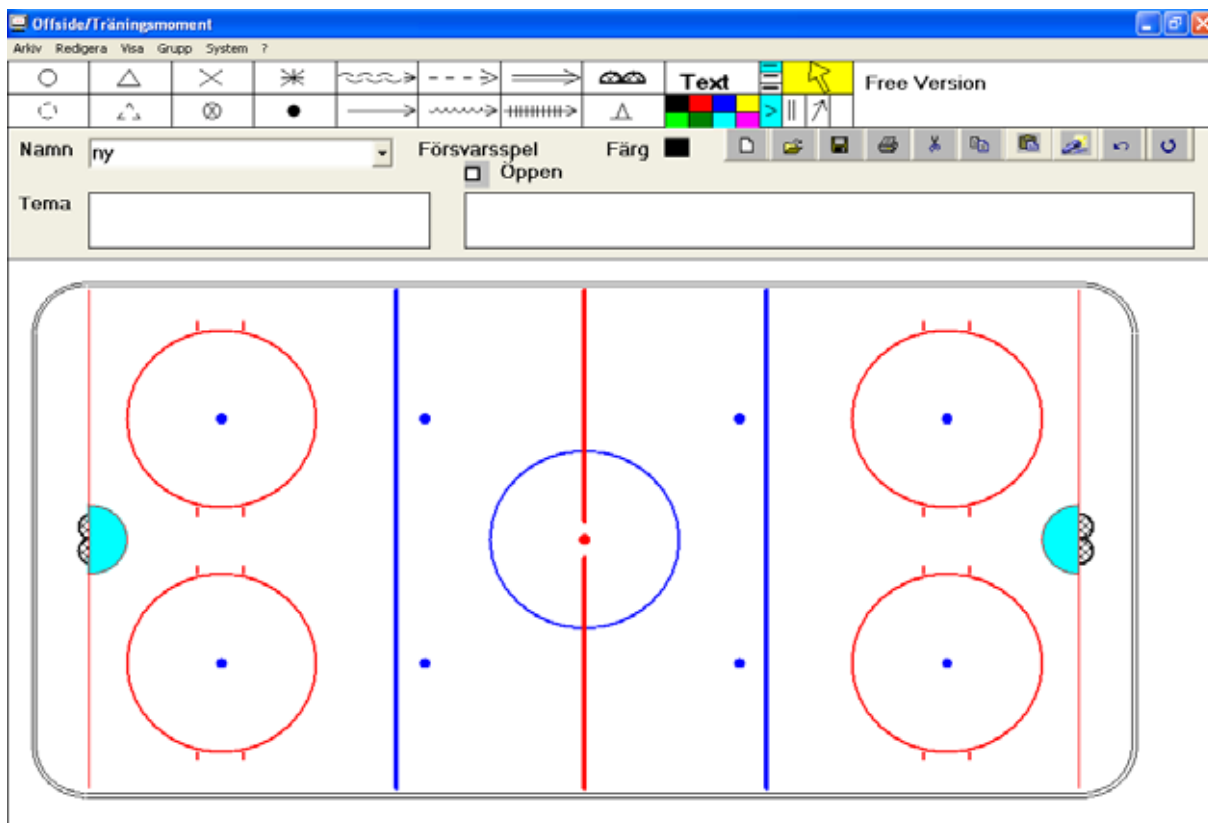 Offside/Träningsmoment
Arkiv Redigera Visa Grupp System ?
Text
Free Version
Namn ny Försvarsspel Färg
Öppen
Tema